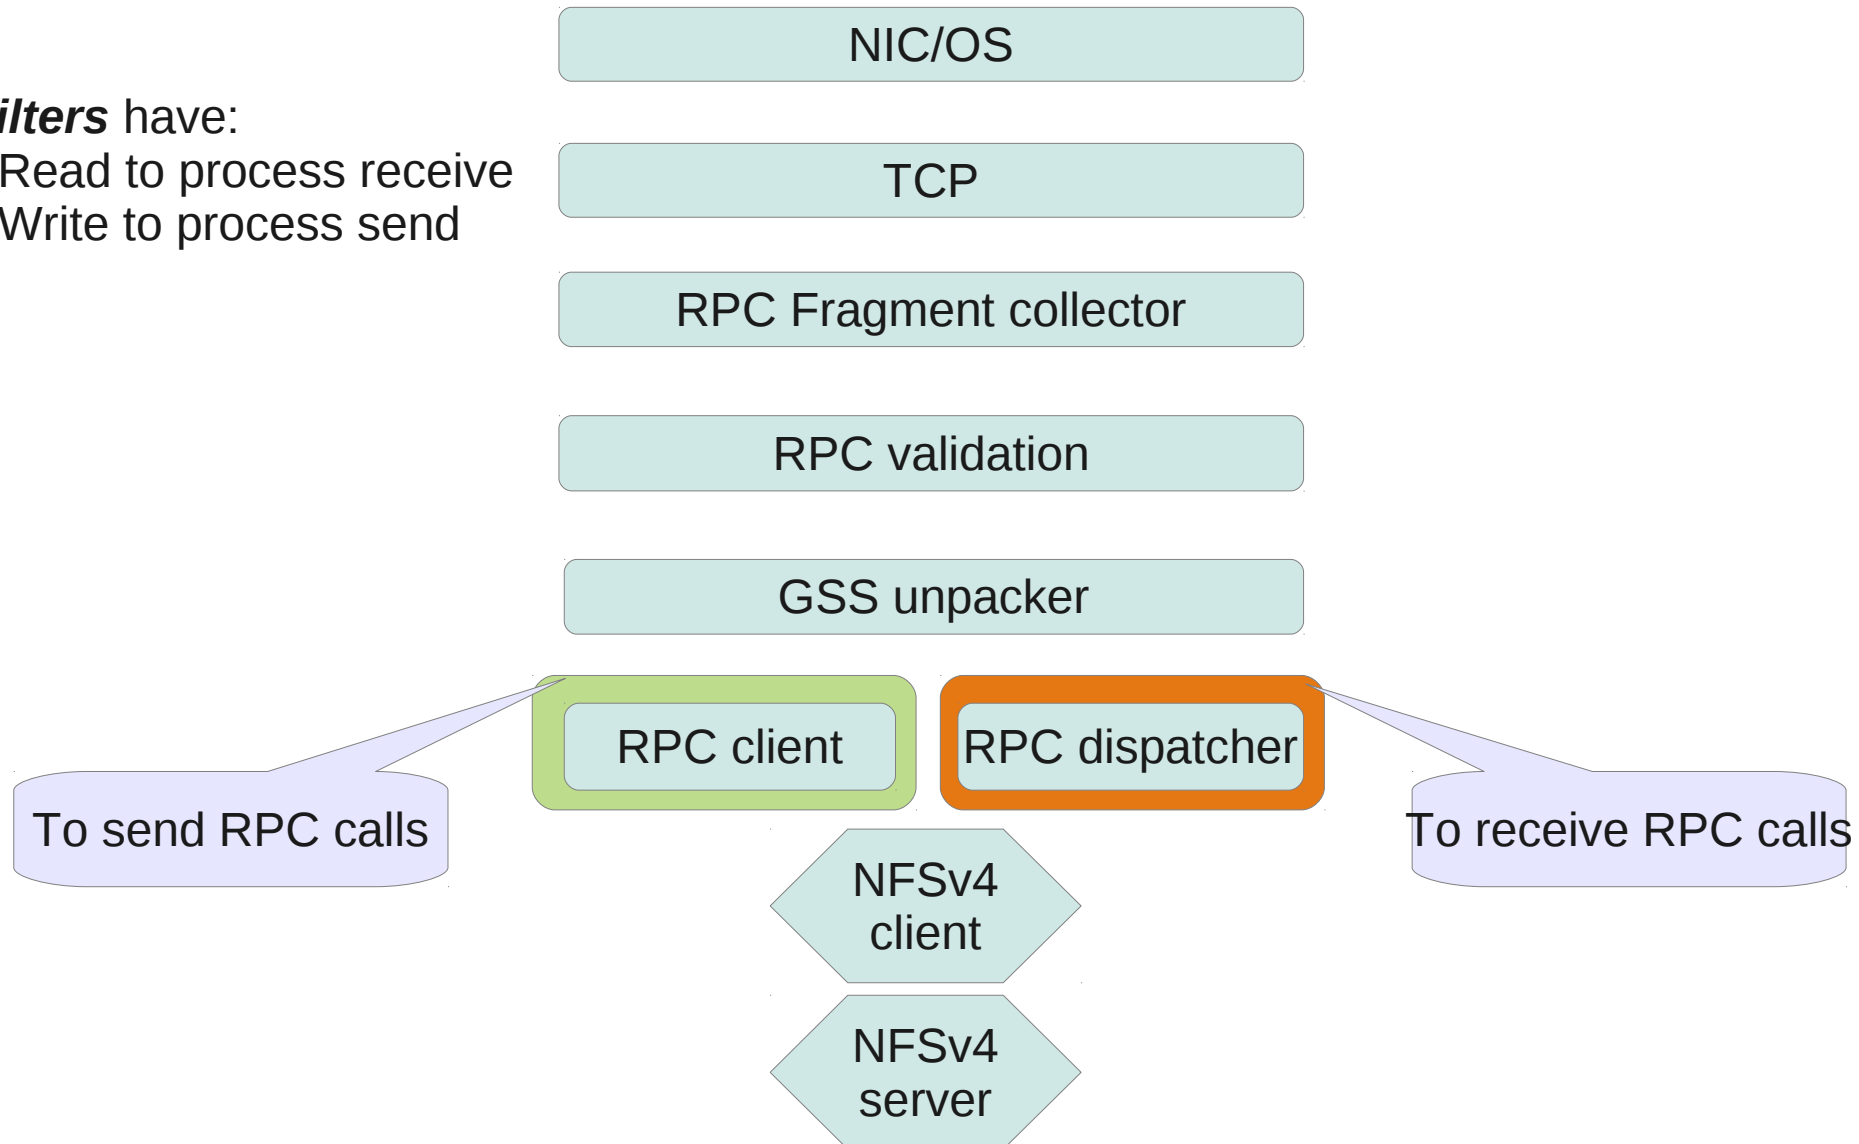 NIC/OS
ilters have:
Read to process receive
Write to process send
TCP
RPC Fragment collector
RPC validation
GSS unpacker
RPC client
RPC dispatcher
To send RPC calls
To receive RPC calls
NFSv4
client
NFSv4
server